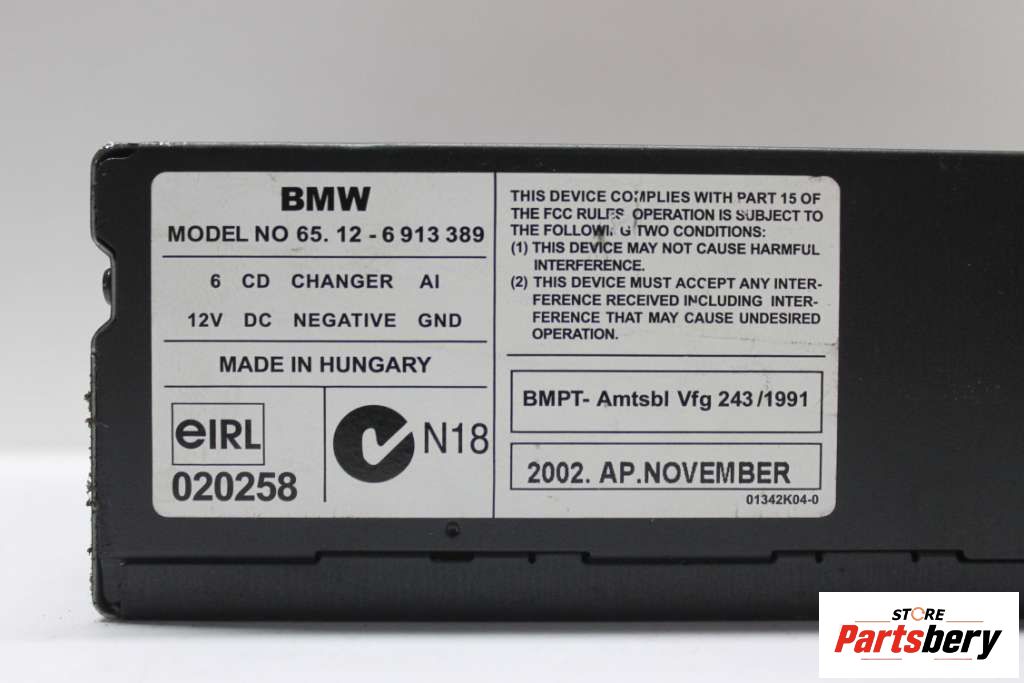 BMW
MODEL NO 65. 12 - 6 913 389
6 CD CHANGER AI
12V DC NEGATIVE GND
MADE IN HUNGARY
eIRL
020258
N18
THIS DEVICE COMPLIES WITH PART 15 OF
THE FCC RULES OPERATION IS SUBJECT TO
THE FOLLOWING TWO CONDITIONS:
(1) THIS DEVICE MAY NOT CAUSE HARMFUL
INTERFERENCE.
(2) THIS DEVICE MUST ACCEPT ANY INTER-
FERENCE RECEIVED INCLUDING INTER-
FERENCE THAT MAY CAUSE UNDESIRED
OPERATION.
BMPT- Amtsbl Vfg 243 /1991
2002. AP.NOVEMBER
01342K04-0
STORE
Partsbery